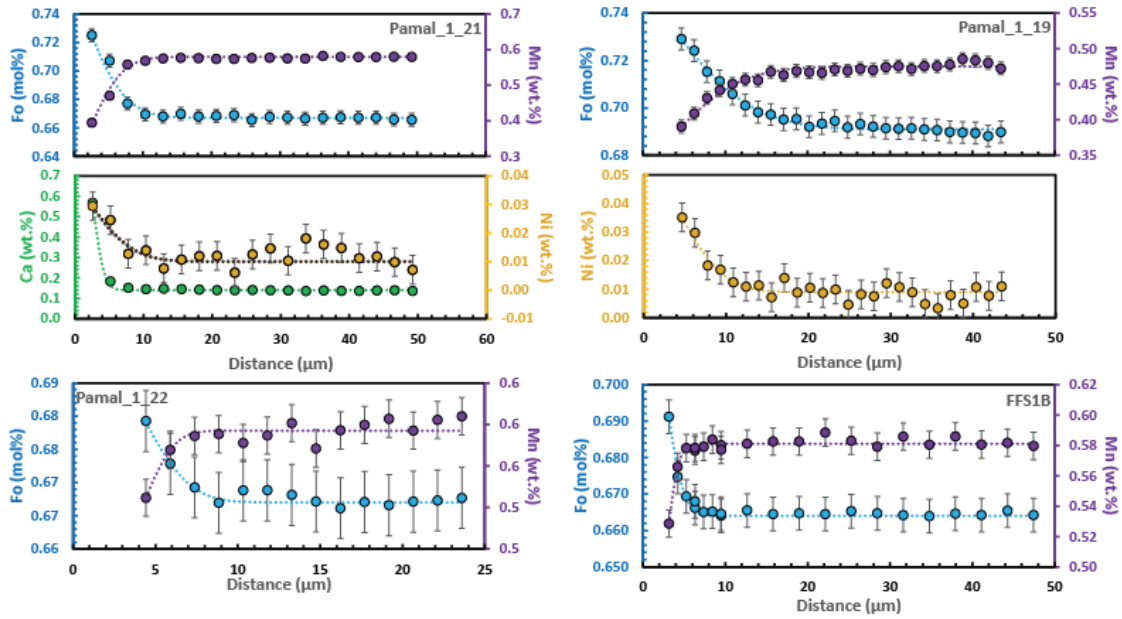 Pamal_1_21
Fo (mol%)
0.74
0.72
0.70
0.68
0.66
0.64
Mn (wt.%)
0.7
0.6
0.5
0.4
0.3
Ca (wt.%)
0.7
0.6
0.5
0.4
0.3
0.2
0.1
0.0
Ni (wt.%)
0.04
0.03
0.02
0.01
0.00
-0.01
0 10 20 30 40 50 60
Distance (µm)
Pamal_1_19
Fo (mol%)
0.74
0.72
0.70
0.68
Mn (wt.%)
0.55
0.50
0.45
0.40
0.35
Ni (wt.%)
0.05
0.04
0.03
0.02
0.01
0.00
0 10 20 30 40 50
Distance (µm)
Pamal_1_22
Fo (mol%)
0.69
0.68
0.68
0.67
0.67
0.66
Mn (wt.%)
0.6
0.6
0.6
0.5
0.5
0 5 10 15 20 25
Distance (µm)
FFS1B
Fo (mol%)
0.700
0.690
0.680
0.670
0.660
0.650
Mn (wt.%)
0.62
0.60
0.58
0.56
0.54
0.52
0.50
0 10 20 30 40 50
Distance (µm)